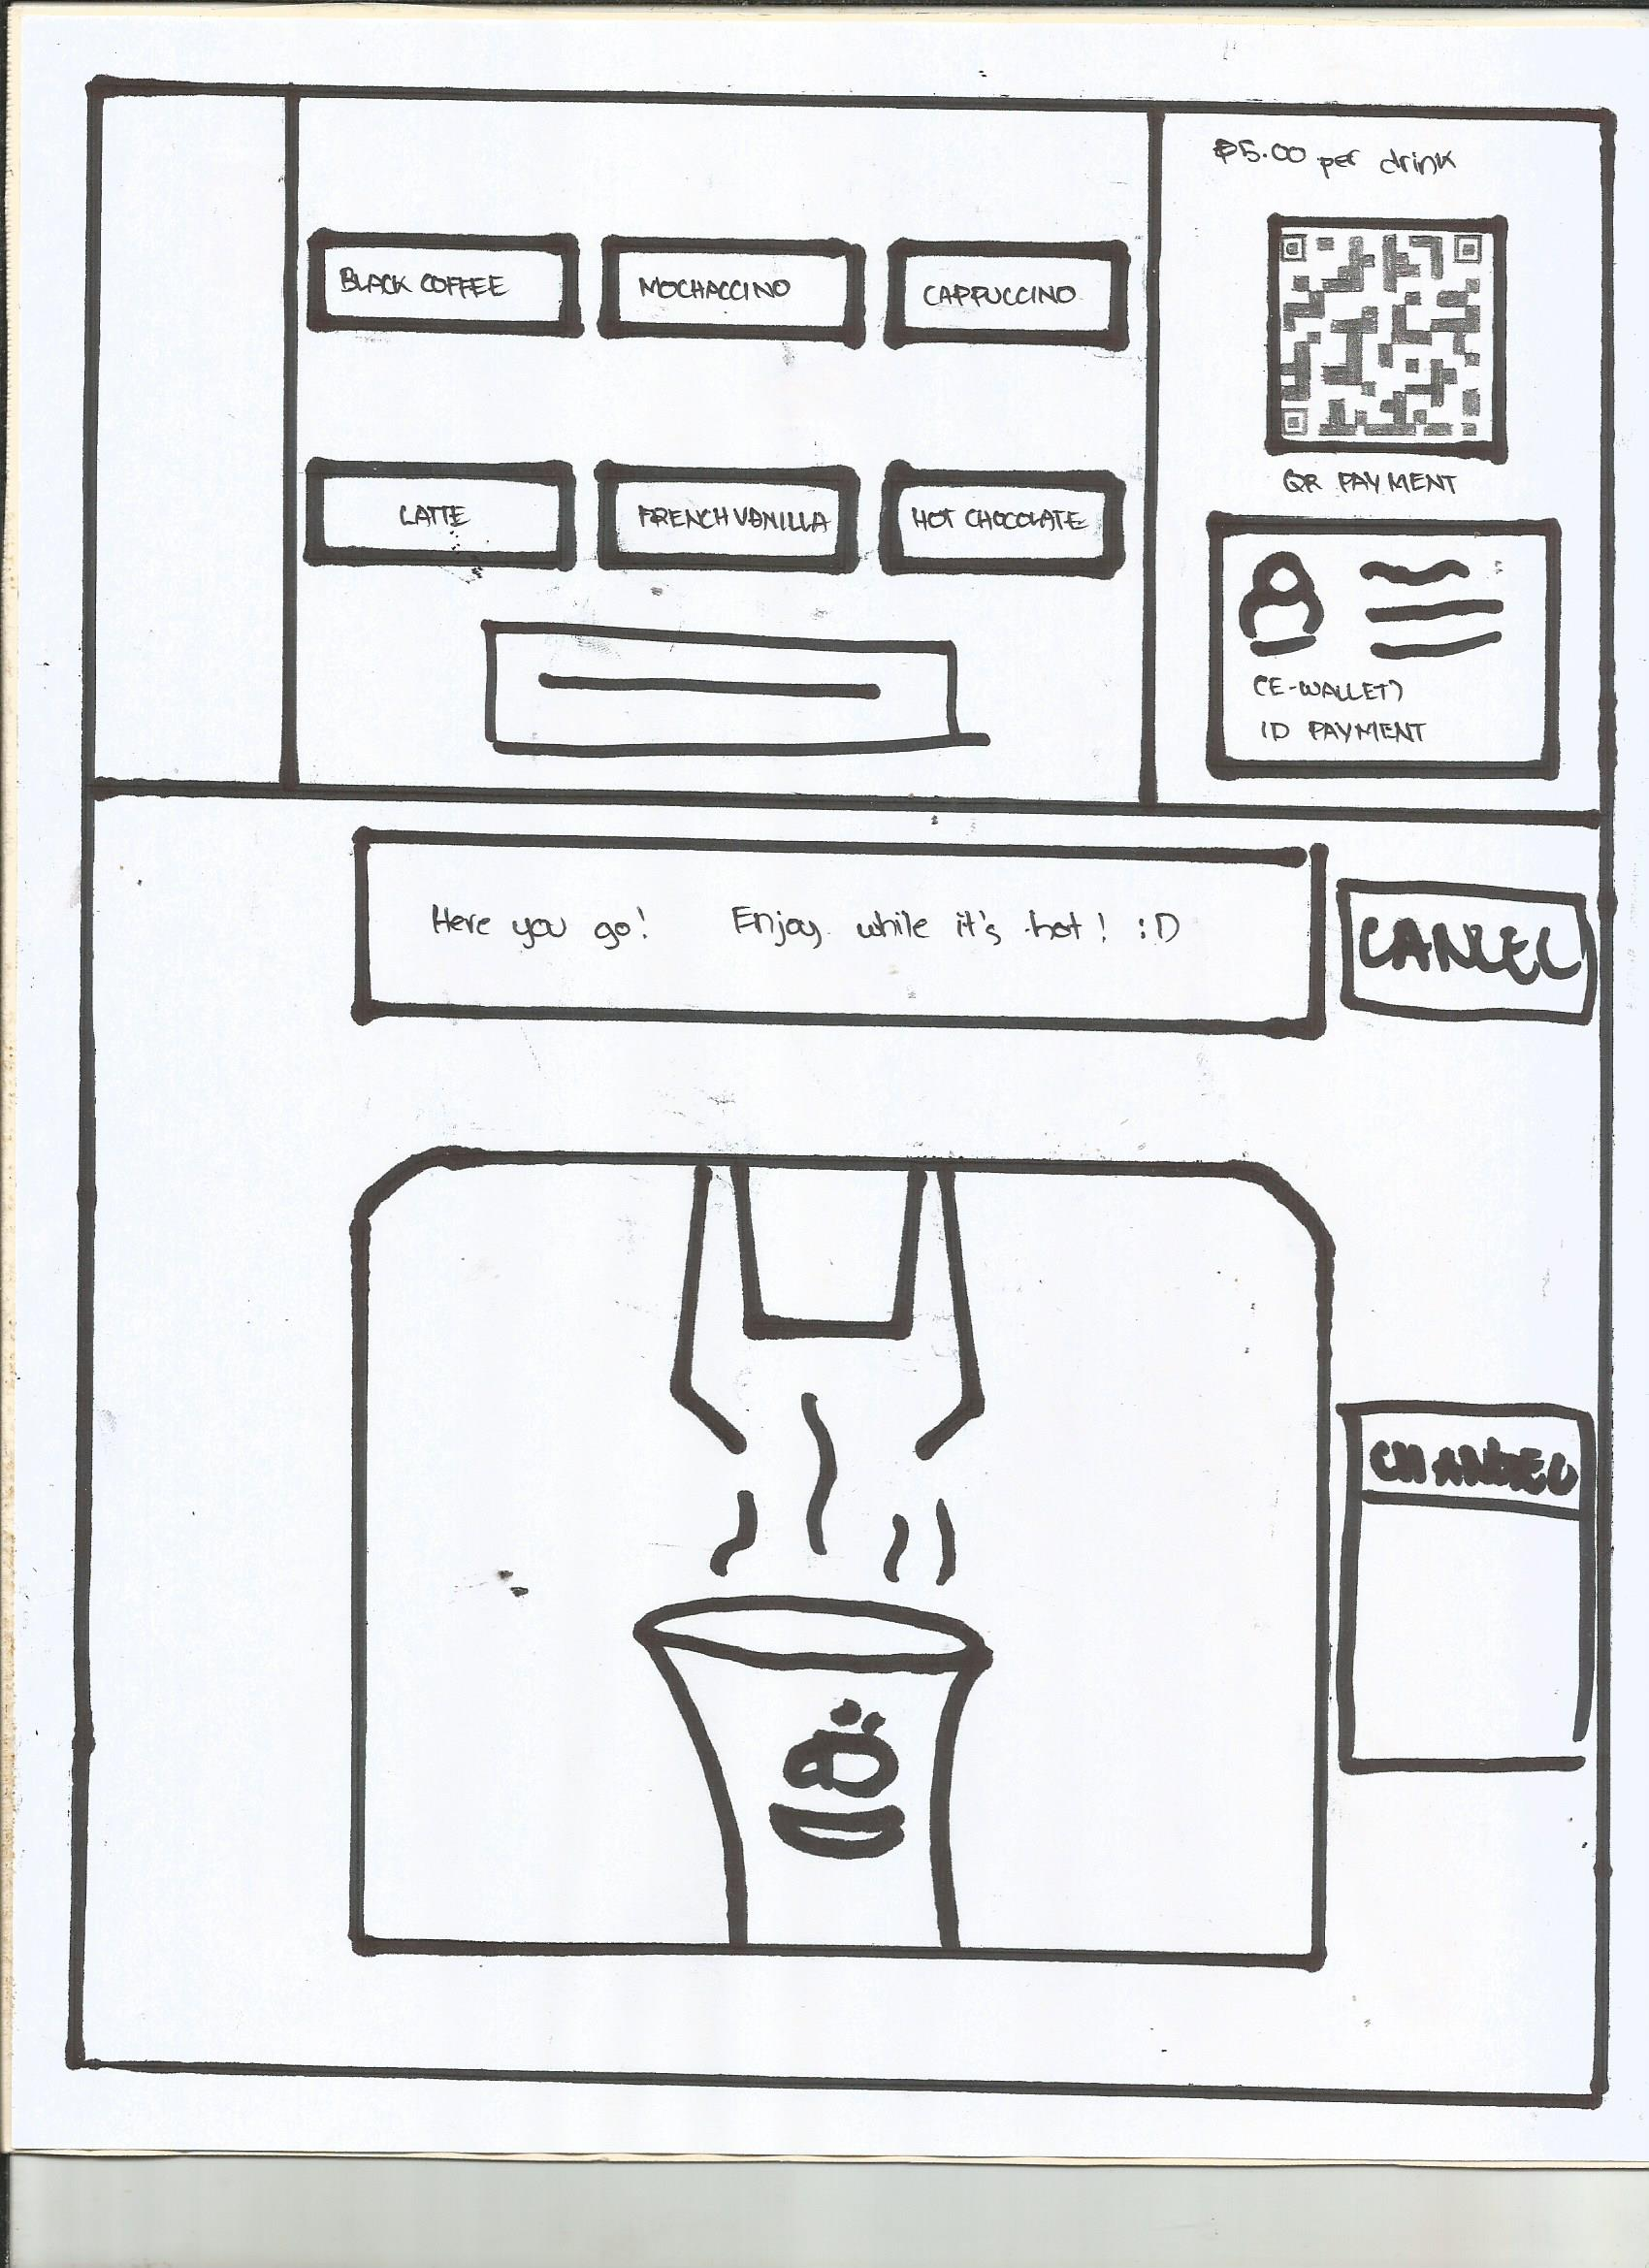 ₱5.00 per drink
BLACK COFFEE
MOCHACCINO
CAPPUCCINO
LATTE
FRENCH VANILLA
HOT CHOCOLATE
QR PAYMENT
(E-WALLET)
ID PAYMENT
Here you go! Enjoy while it's hot! :D
CANCEL